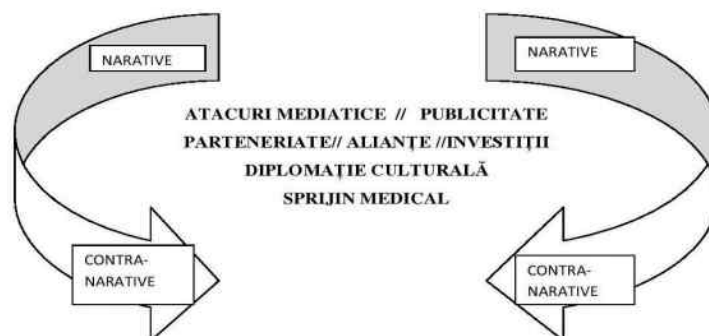 NARATIVE
NARATIVE
ATACURI MEDIATICE // PUBLICITATE
PARTENERIATE// ALIANȚE //INVESTIȚII
DIPLOMAȚIE CULTURALĂ
SPRIJIN MEDICAL
CONTRA-
NARATIVE
CONTRA-
NARATIVE